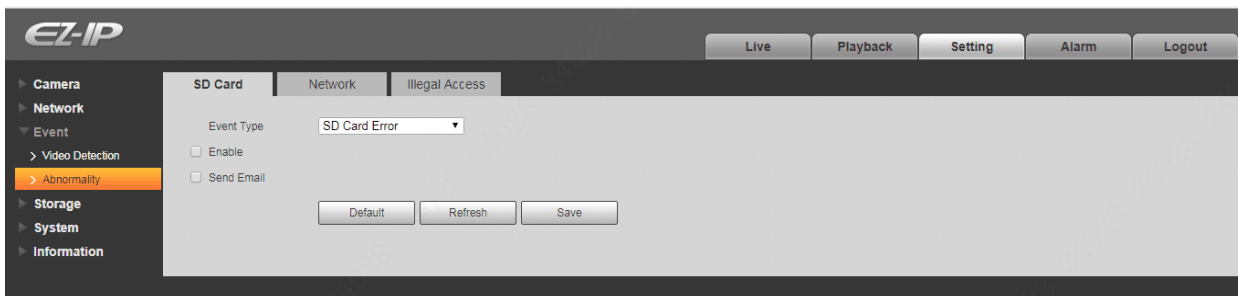 EZ-IP
Live Playback Setting Alarm Logout
Camera
Network
Event
Video Detection
Abnormality
Storage
System
Information
SD Card Network Illegal Access
Event Type SD Card Error
Enable
Send Email
Default Refresh Save